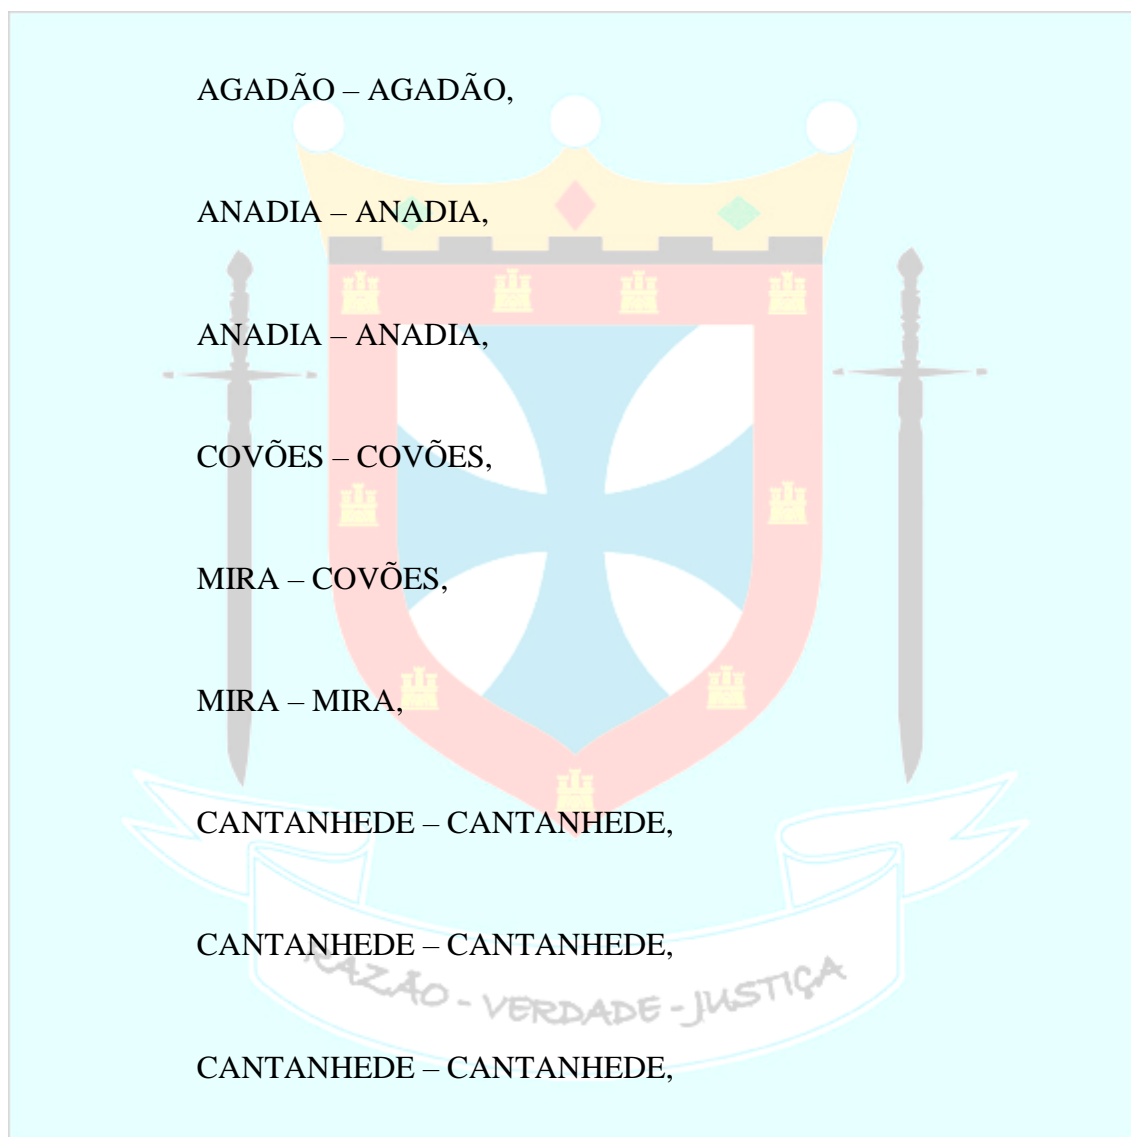 AGADÃO – AGADÃO,
ANADIA – ANADIA,
ANADIA – ANADIA,
COVÕES – COVÕES,
MIRA – COVÕES,
MIRA – MIRA,
CANTANHEDE – CANTANHEDE,
CANTANHEDE – CANTANHEDE,
RAZÃO - VERDADE - JUSTIÇA
CANTANHEDE – CANTANHEDE,